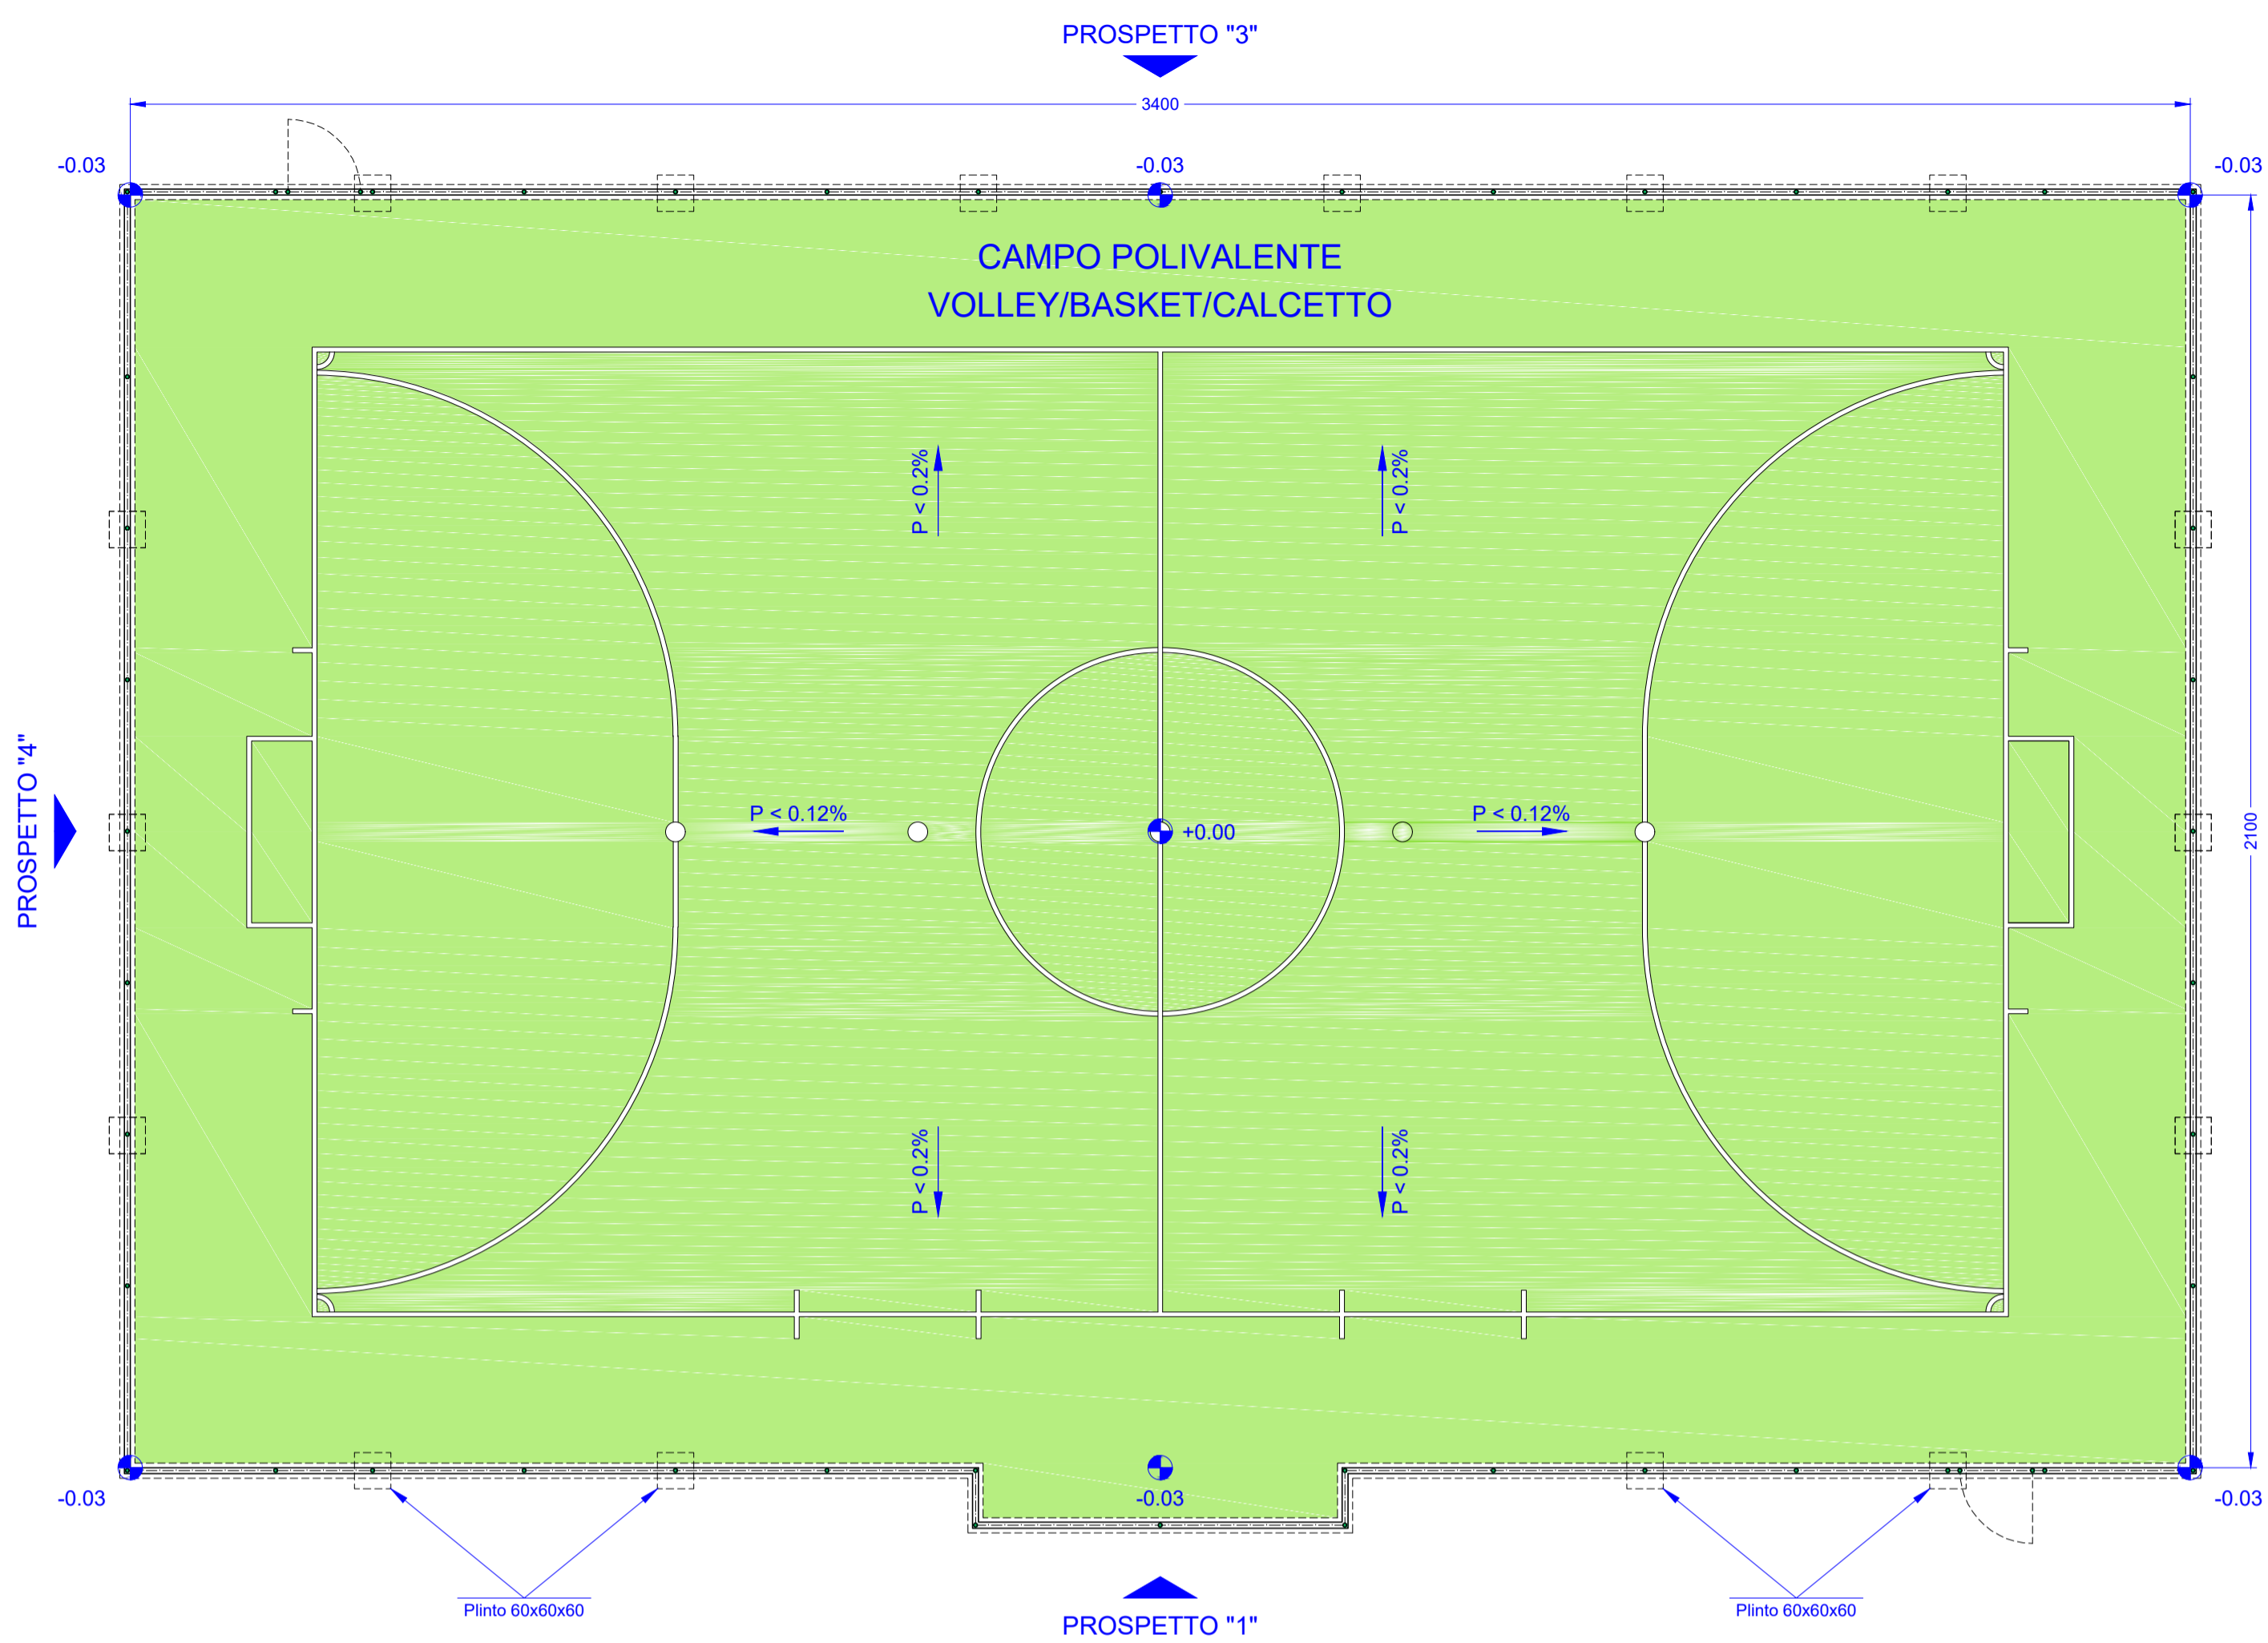 PROSPETTO "3"
3400
-0.03
-0.03
-0.03
CAMPO POLIVALENTE
VOLLEY/BASKET/CALCETTO
P < 0.2%
P < 0.2%
PROSPETTO "4"
P < 0.12%
+0.00
P < 0.12%
2100
P < 0.2%
P < 0.2%
-0.03
-0.03
-0.03
Plinto 60x60x60
Plinto 60x60x60
PROSPETTO "1"